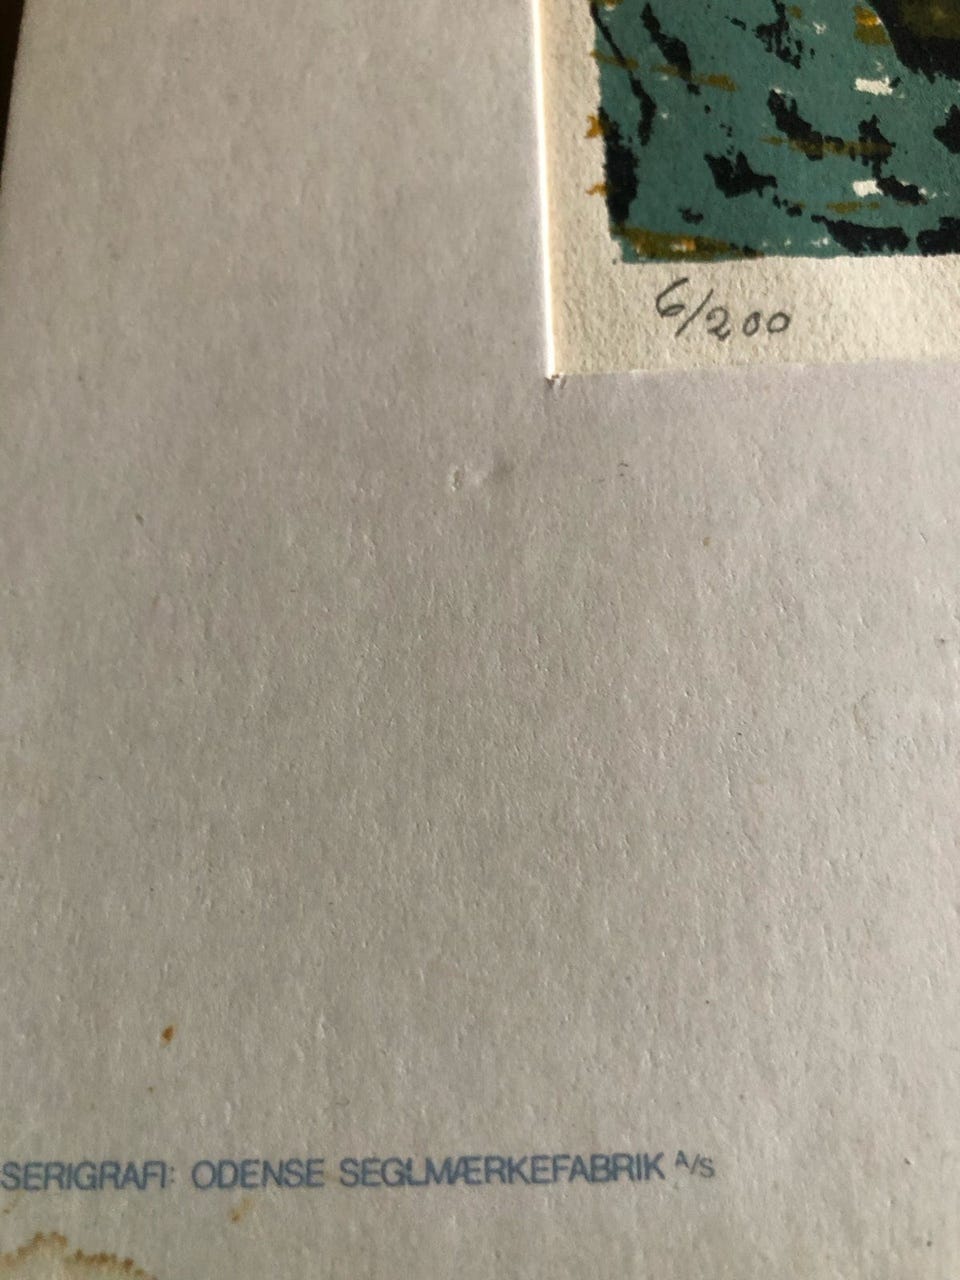 6/200
SERIGRAFI: ODENSE SEGLMÆRKEFABRIK A/S